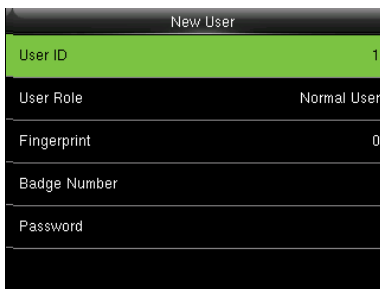 New User
User ID 1
User Role Normal User
Fingerprint 0
Badge Number
Password